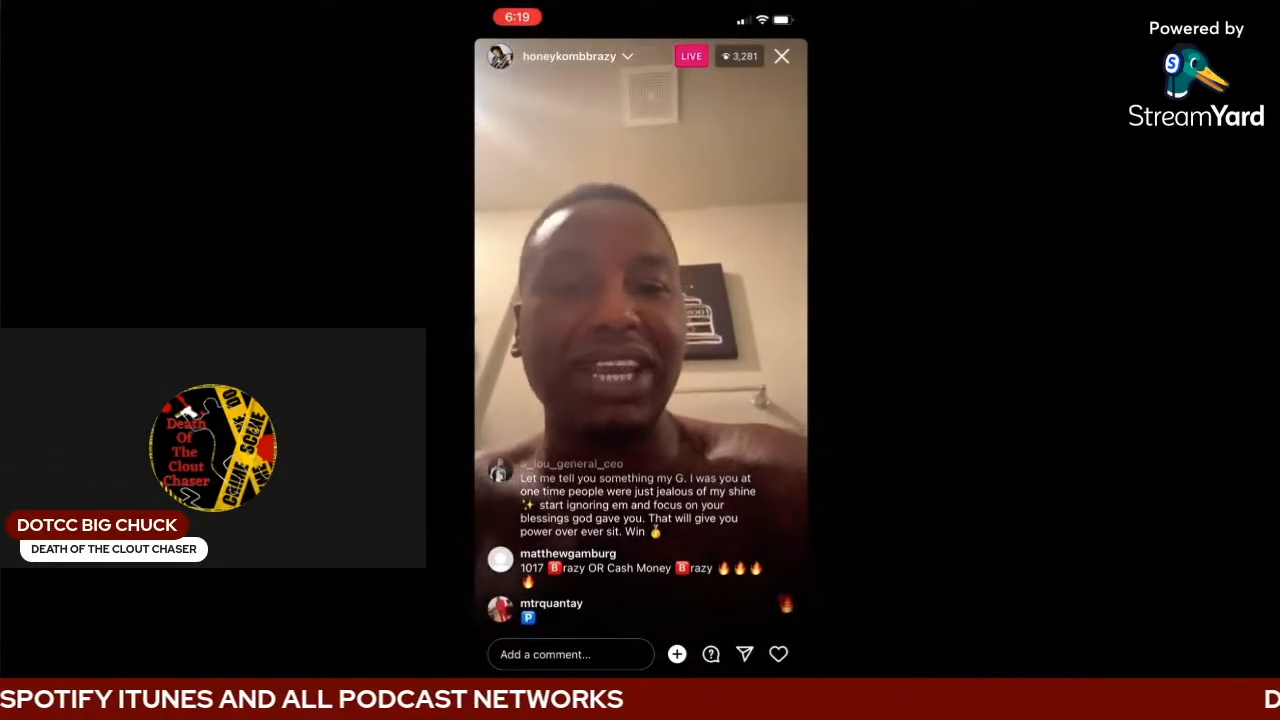 6:19
Powered by
StreamYard
honeykombbrazy
LIVE
3,281
_lou_general_ceo
Let me tell you something my G. I was you at
one time people were just jealous of my shine
✨ start ignoring em and focus on your
blessings god gave you. That will give you
power over ever sit. Win 🥇
matthewgamburg
1017 🅱️razy OR Cash Money 🅱️razy 🔥🔥🔥
🔥
mtrquantay
🅿️
Add a comment...
Death
Of
The
Clout
Chaser
SCENE
DOTCC BIG CHUCK
DEATH OF THE CLOUT CHASER
SPOTIFY ITUNES AND ALL PODCAST NETWORKS
D